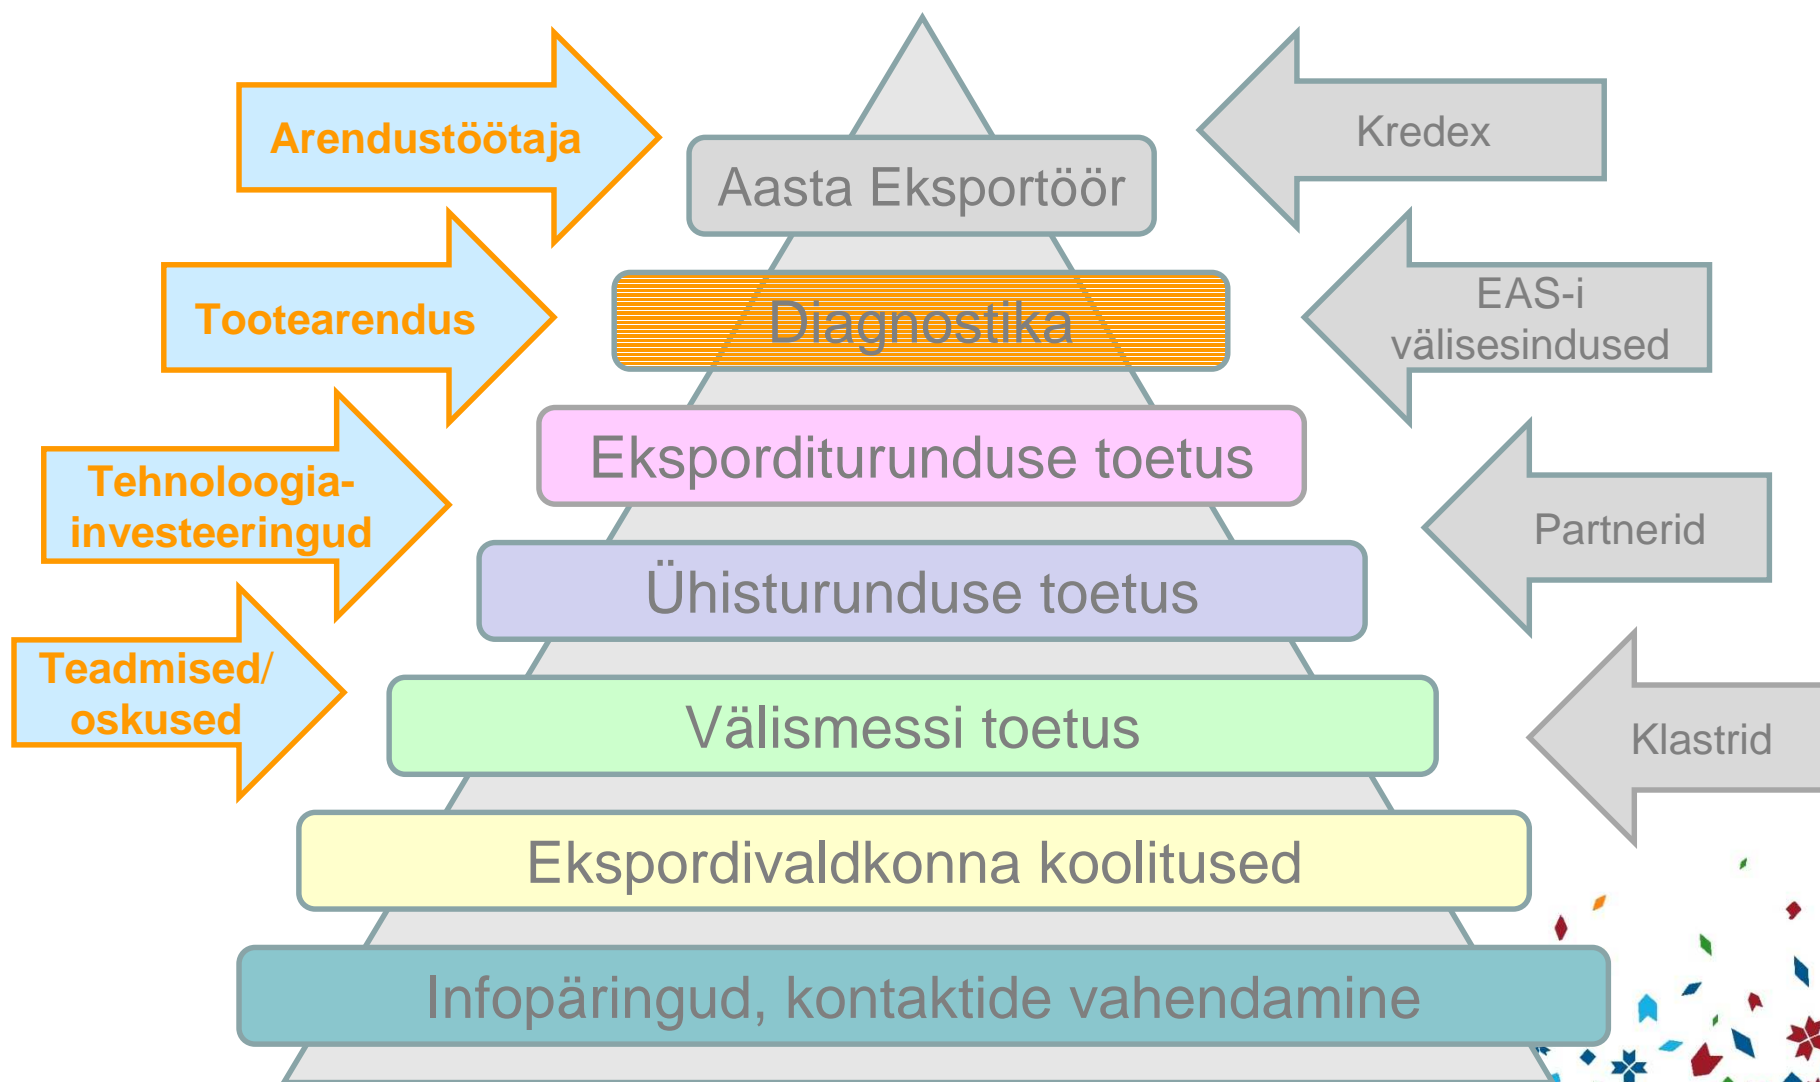 Arendustöötaja
Kredex
Aasta Eksportöör
Tootearendus
Diagnostika
EAS-i
välisesindused
Eksporditurunduse toetus
Tehnoloogia-
investeeringud
Partnerid
Ühisturunduse toetus
Teadmised/
oskused
Välismessi toetus
Klastrid
Ekspordivaldkonna koolitused
Infopäringud, kontaktide vahendamine